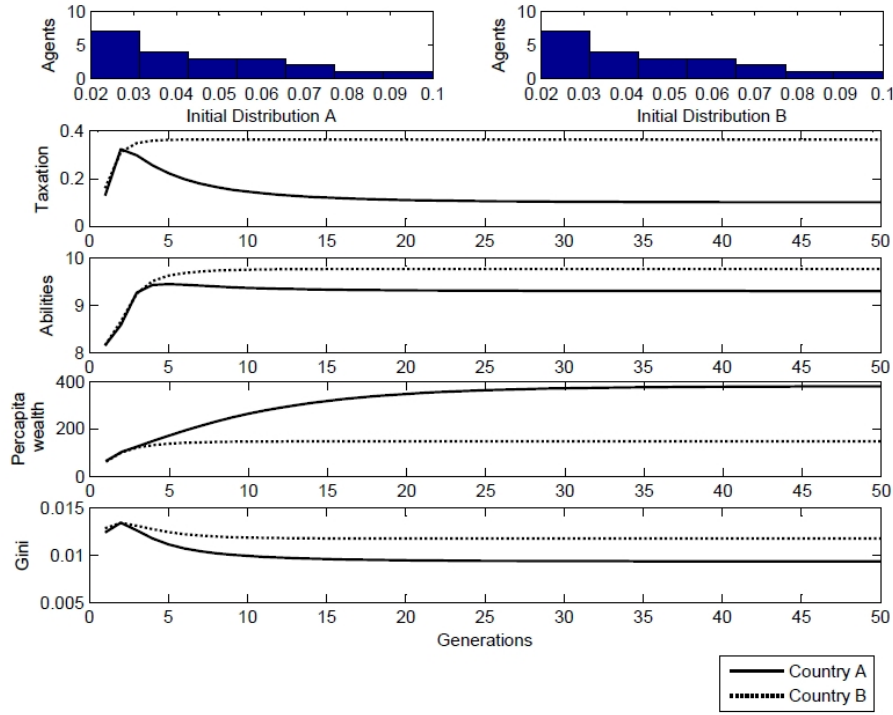 10
5
0
Agents
0.02 0.03 0.04 0.05 0.06 0.07 0.08 0.09 0.1
Initial Distribution A
10
5
0
Agents
0.02 0.03 0.04 0.05 0.06 0.07 0.08 0.09 0.1
Initial Distribution B
0.4
0.2
0
Taxation
0 5 10 15 20 25 30 35 40 45 50
10
9
8
Abilities
0 5 10 15 20 25 30 35 40 45 50
400
200
0
Percapita
wealth
0 5 10 15 20 25 30 35 40 45 50
0.015
0.01
0.005
Gini
0 5 10 15 20 25 30 35 40 45 50
Generations
Country A
Country B